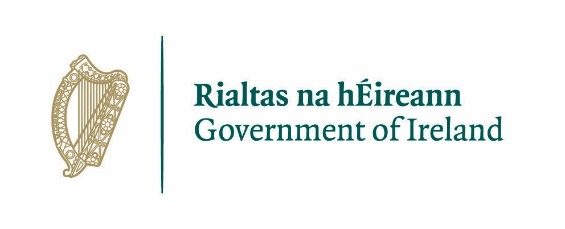 Rialtas na hÉireann
Government of Ireland